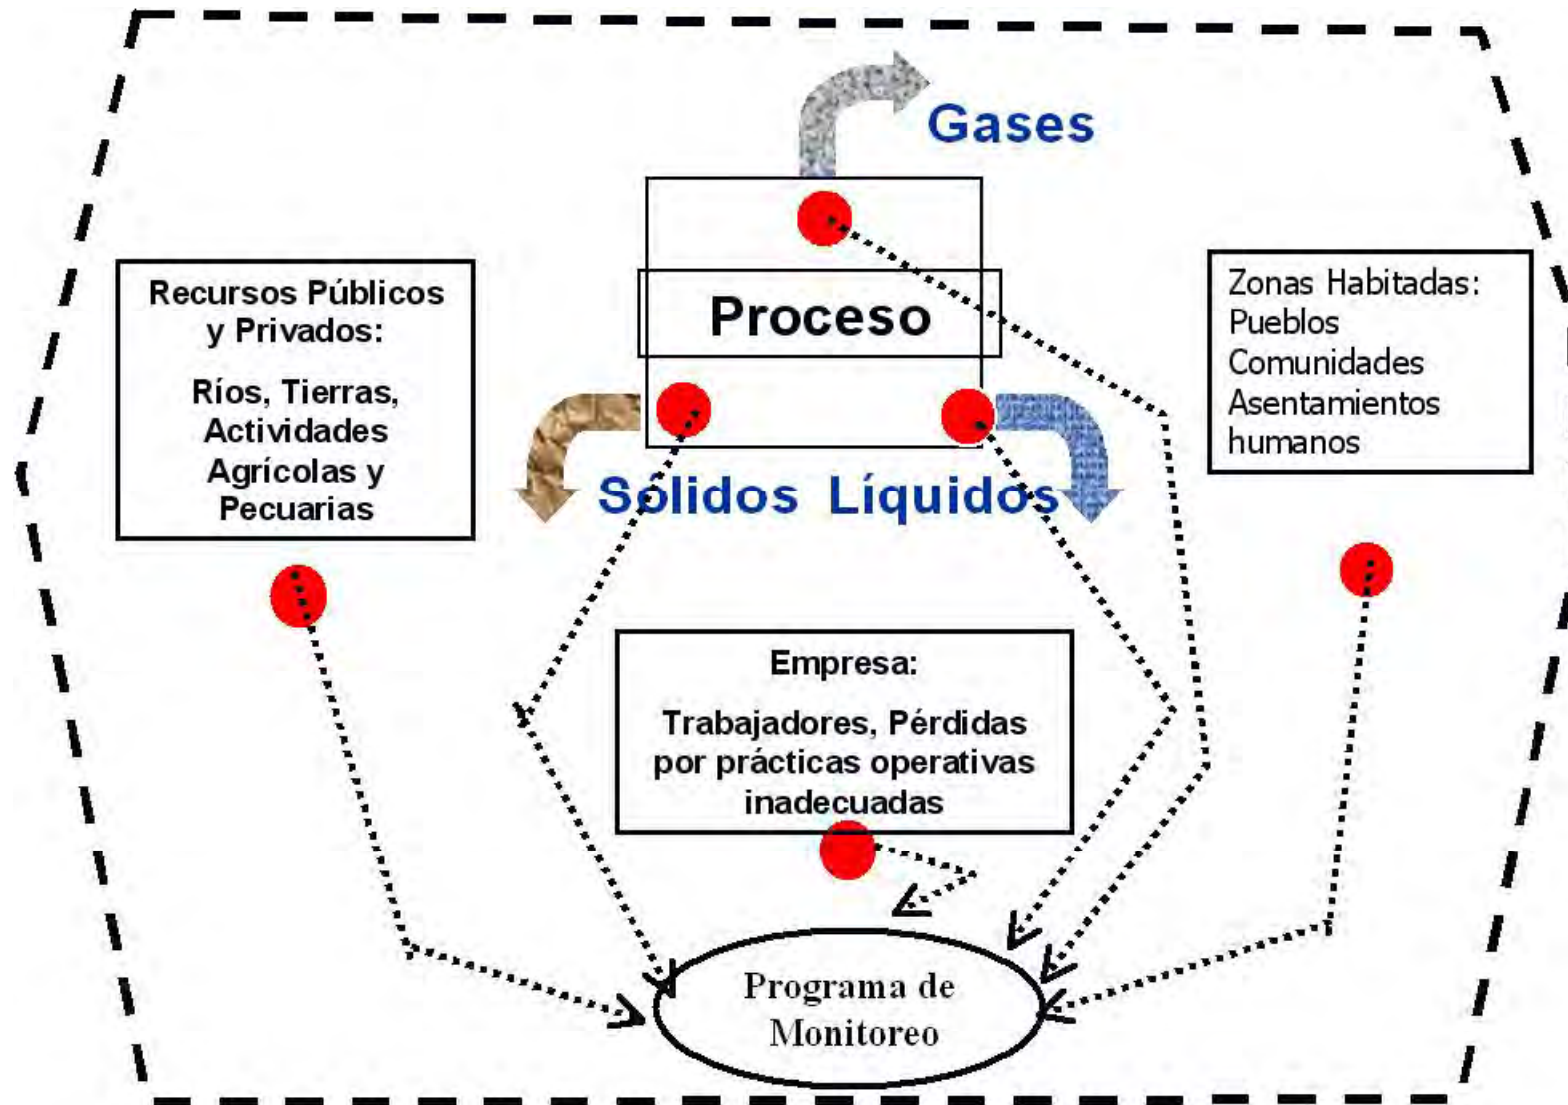 Gases
Recursos Públicos
y Privados:
Ríos, Tierras,
Actividades
Agrícolas y
Pecuarias
Proceso
Zonas Habitadas:
Pueblos
Comunidades
Asentamientos
humanos
Sólidos Líquidos
Empresa:
Trabajadores, Pérdidas
por prácticas operativas
inadecuadas
Programa de
Monitoreo